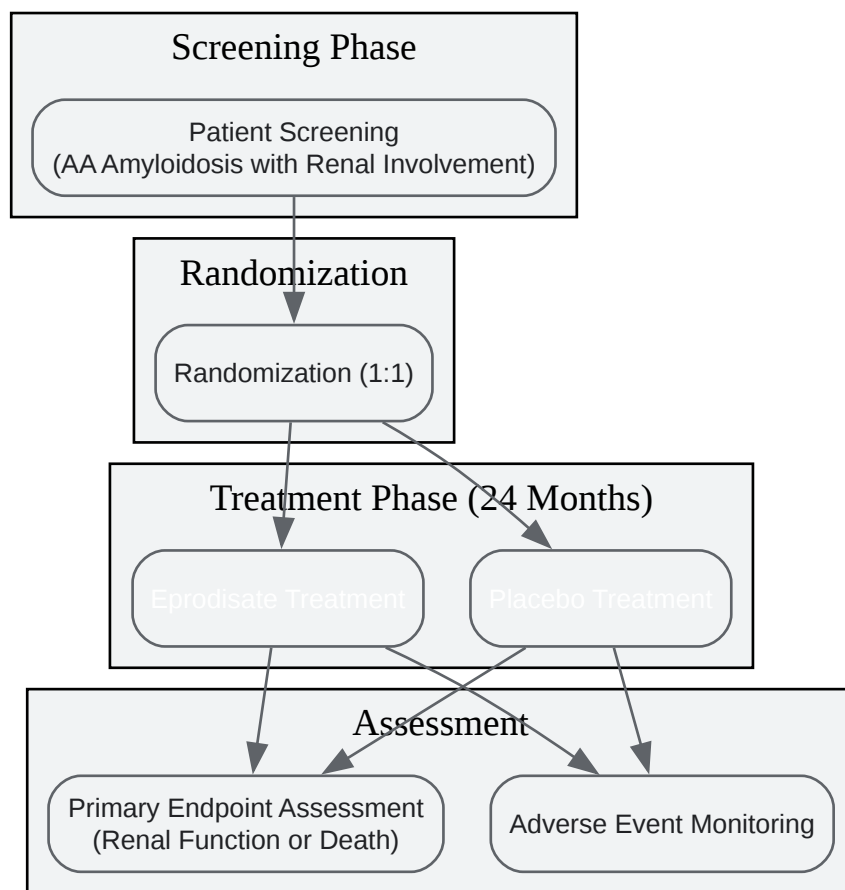 Screening Phase
Patient Screening
(AA Amyloidosis with Renal Involvement)
Randomization
Randomization (1:1)
Treatment Phase (24 Months)
Eprodisate Treatment
Placebo Treatment
Assessment
Primary Endpoint Assessment
(Renal Function or Death)
Adverse Event Monitoring